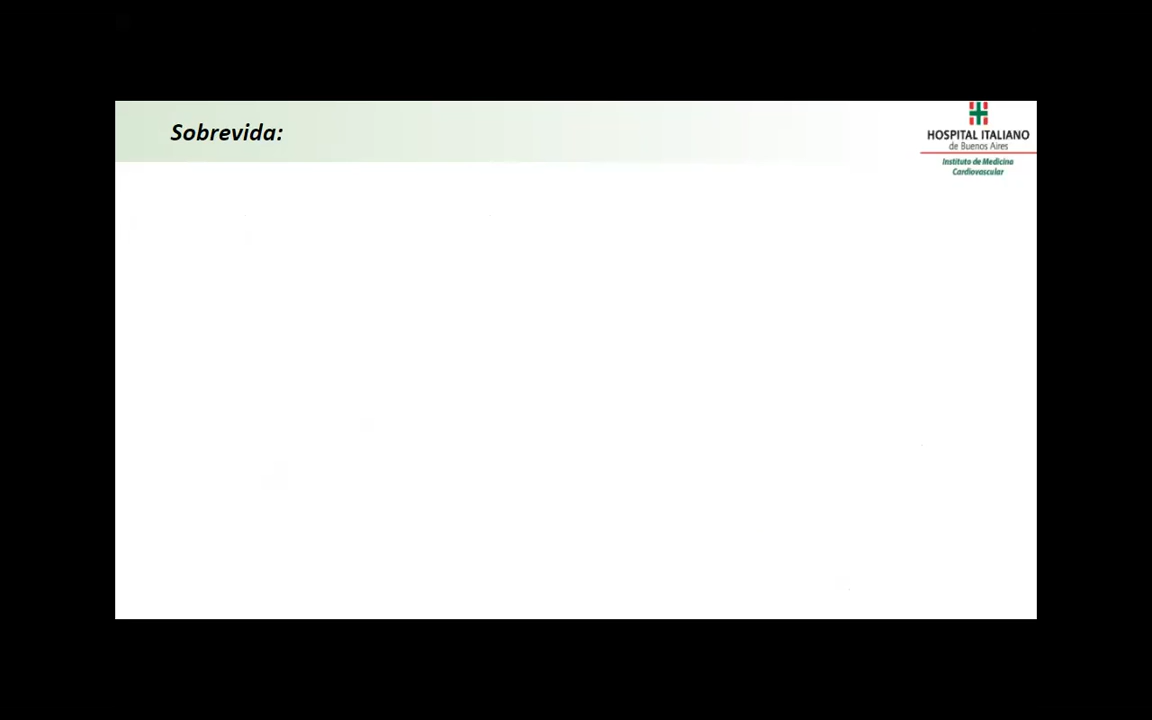 Sobrevida:
HOSPITAL ITALIANO
de Buenos Aires
Instituto de Medicina
Cardiovascular